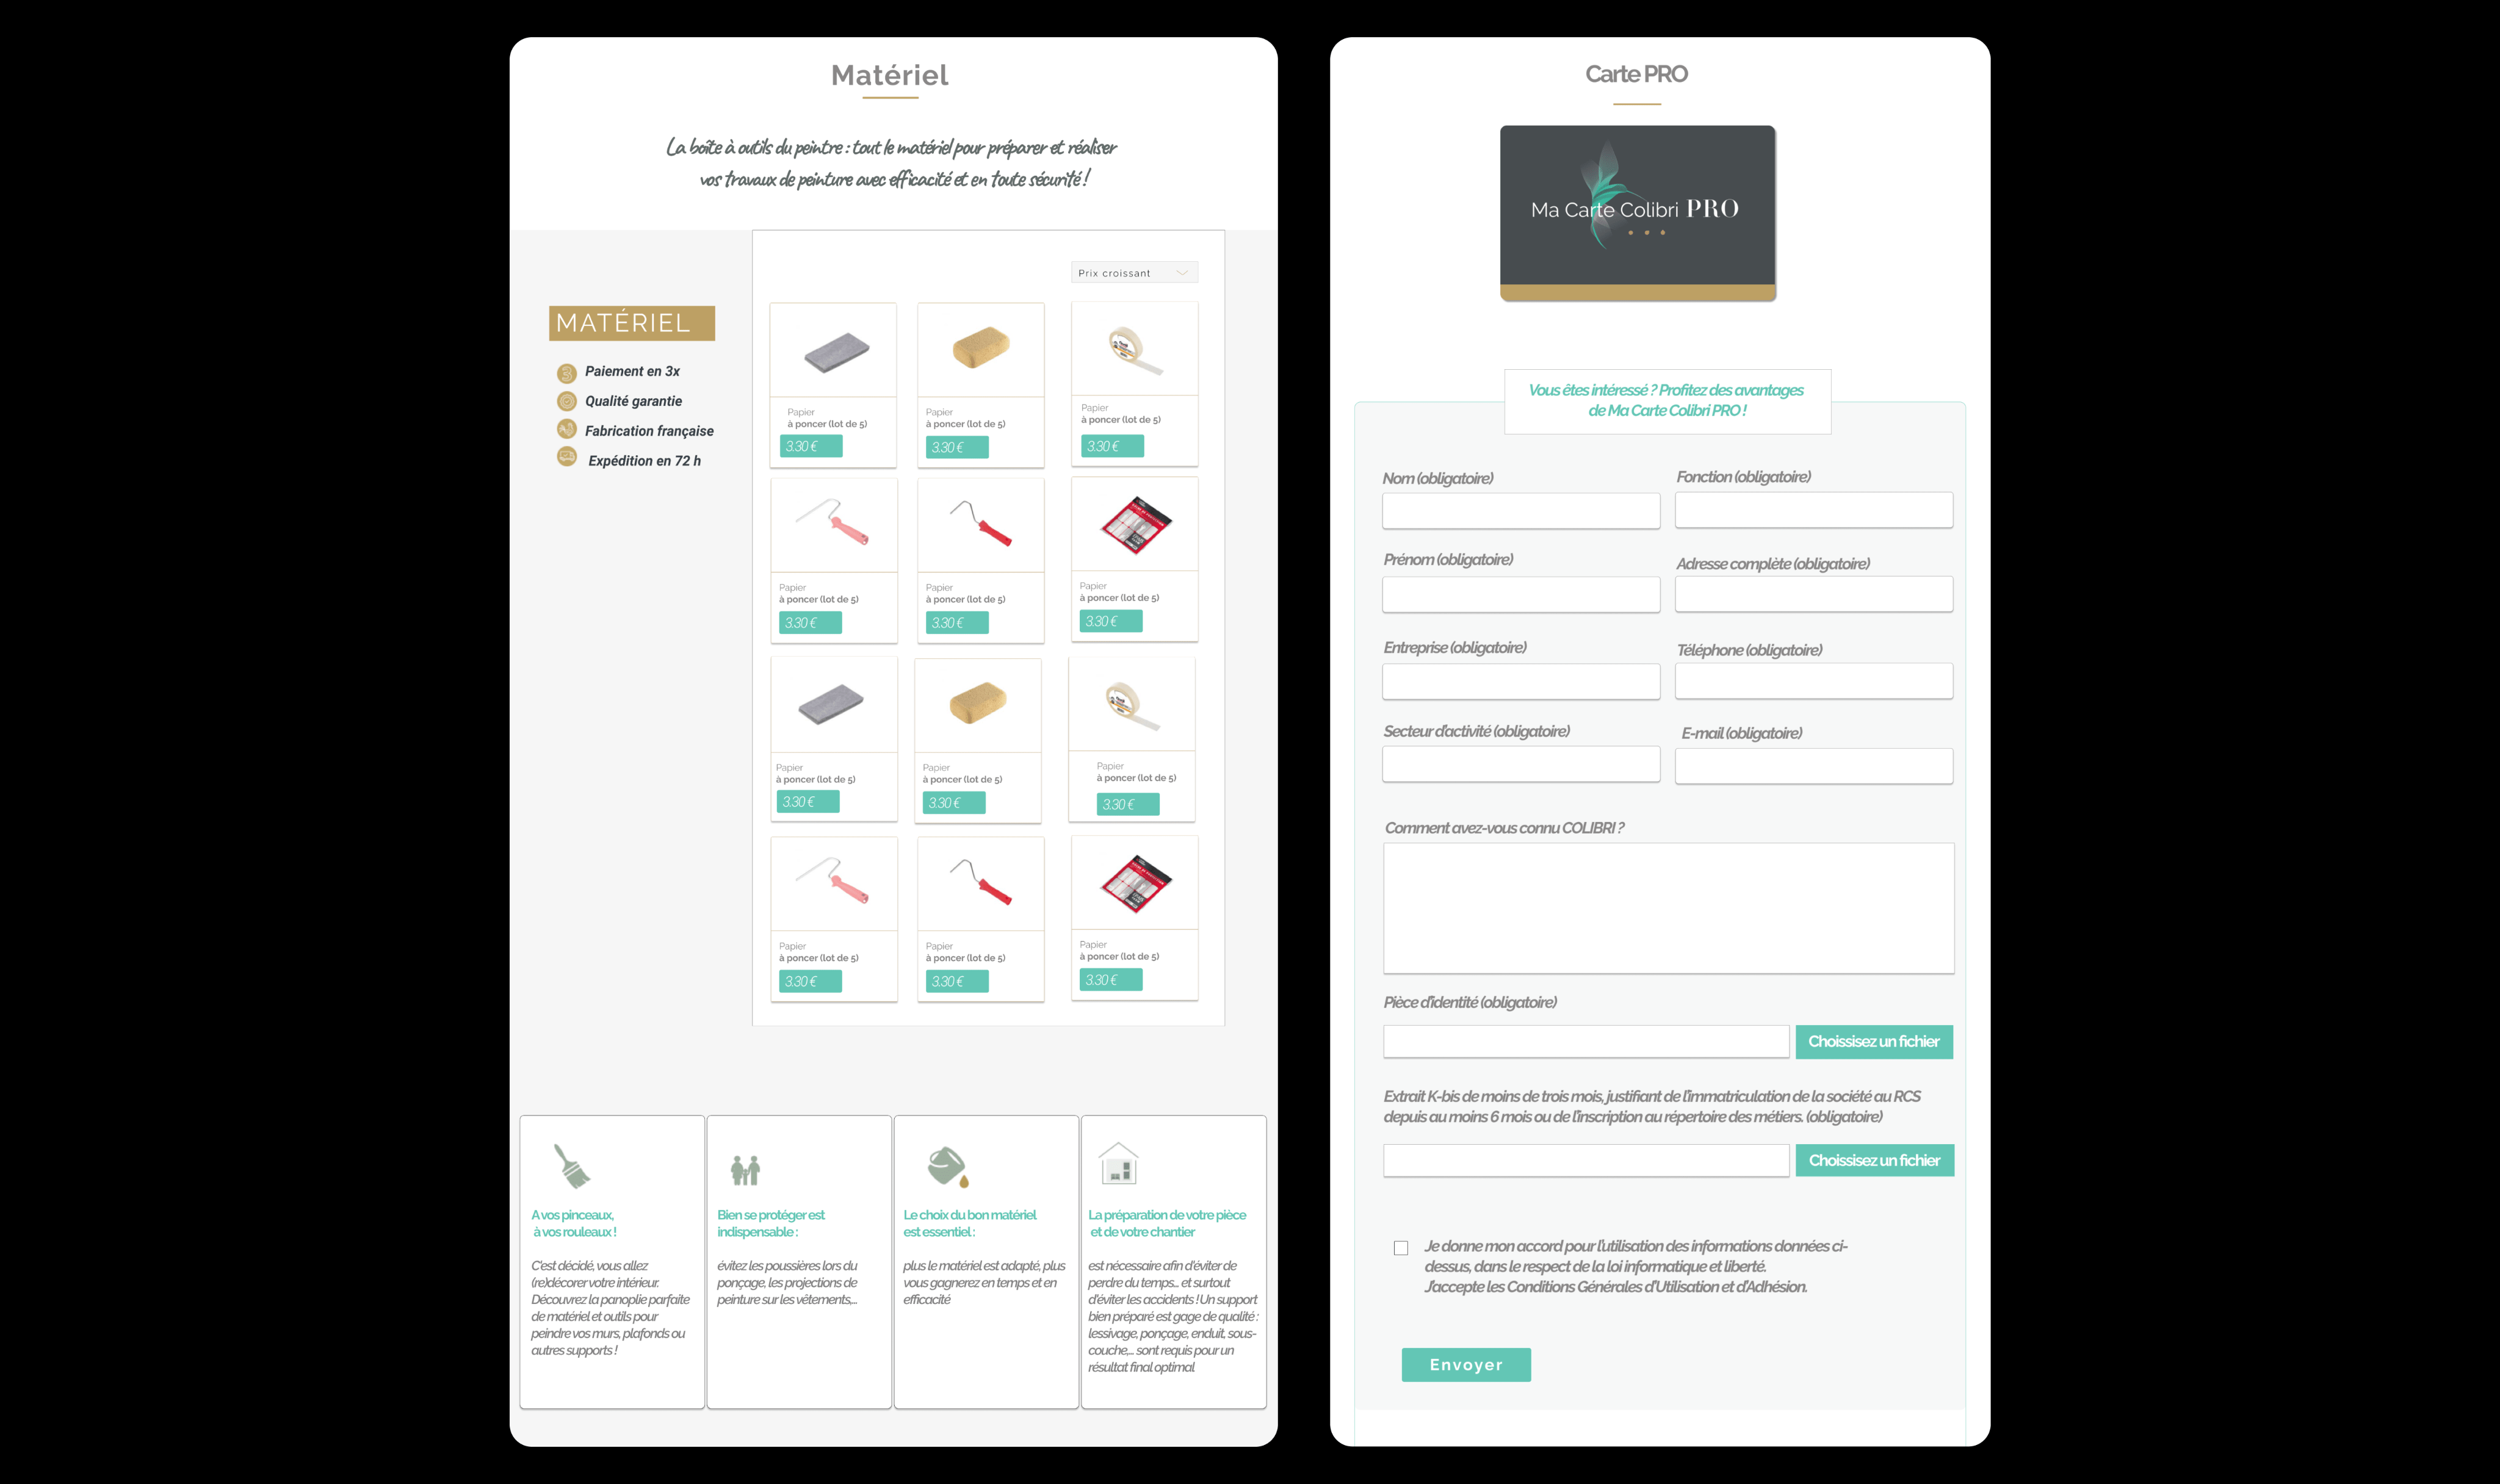 Matériel
La boîte à outils du peintre : tout le matériel pour préparer et réaliser
vos travaux de peinture avec efficacité et en toute sécurité !
Prix croissant
MATÉRIEL
Paiement en 3x
Qualité garantie
Fabrication française
Expédition en 72 h
Papier
à poncer (lot de 5)
3.30 €
Papier
à poncer (lot de 5)
3.30 €
Papier
à poncer (lot de 5)
3.30 €
Papier
à poncer (lot de 5)
3.30 €
Papier
à poncer (lot de 5)
3.30 €
Papier
à poncer (lot de 5)
3.30 €
Papier
à poncer (lot de 5)
3.30 €
Papier
à poncer (lot de 5)
3.30 €
Papier
à poncer (lot de 5)
3.30 €
Papier
à poncer (lot de 5)
3.30 €
Papier
à poncer (lot de 5)
3.30 €
Papier
à poncer (lot de 5)
3.30 €
A vos pinceaux,
à vos rouleaux !
C'est décidé, vous allez
(re)décorer votre intérieur.
Découvrez la panoplie parfaite
de matériel et outils pour
peindre vos murs, plafonds ou
autres supports !
Bien se protéger est
indispensable :
évitez les poussières lors du
ponçage, les projections de
peinture sur les vêtements,...
Le choix du bon matériel
est essentiel :
plus le matériel est adapté, plus
vous gagnerez en temps et en
efficacité
La préparation de votre pièce
et de votre chantier
est nécessaire afin d'éviter de
perdre du temps... et surtout
d'éviter les accidents ! Un support
bien préparé est gage de qualité :
lessivage, ponçage, enduit, sous-
couche,... sont requis pour un
résultat final optimal
Carte PRO
Ma Carte Colibri PRO
Vous êtes intéressé ? Profitez des avantages
de Ma Carte Colibri PRO !
Nom (obligatoire)
Fonction (obligatoire)
Prénom (obligatoire)
Adresse complète (obligatoire)
Entreprise (obligatoire)
Téléphone (obligatoire)
Secteur d'activité (obligatoire)
E-mail (obligatoire)
Comment avez-vous connu COLIBRI ?
Pièce d'identité (obligatoire)
Choissisez un fichier
Extrait K-bis de moins de trois mois, justifiant de l'immatriculation de la société au RCS
depuis au moins 6 mois ou de l'inscription au répertoire des métiers. (obligatoire)
Choissisez un fichier
Je donne mon accord pour l'utilisation des informations données ci-
dessus, dans le respect de la loi informatique et liberté.
J'accepte les Conditions Générales d'Utilisation et d'Adhésion.
Envoyer